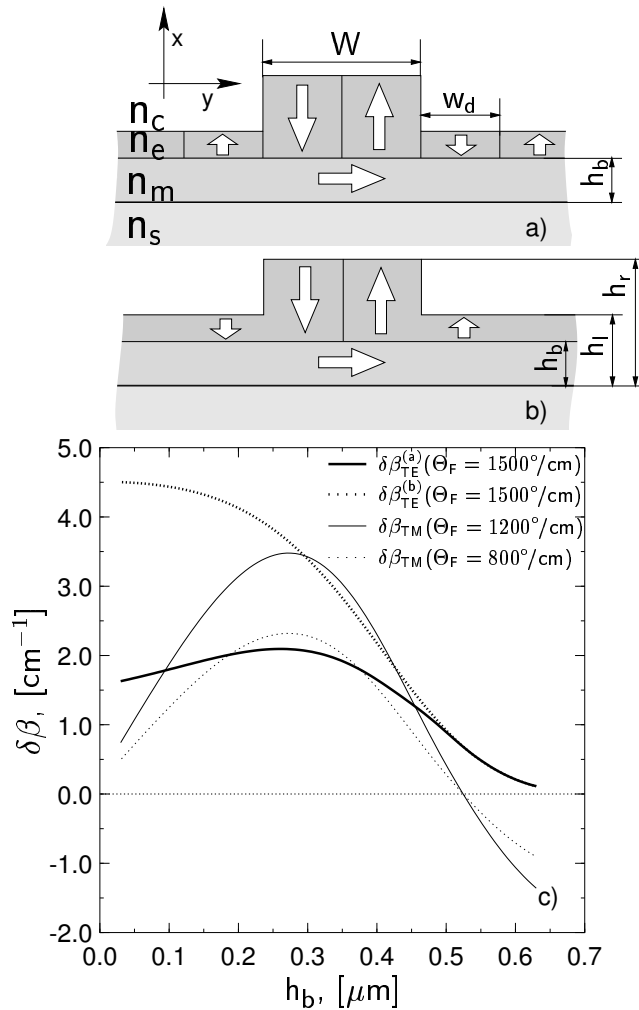 x
W
y
w_d
n_c
n_e
n_m
h_b
n_s
a)
h_r
h_l
h_b
b)
5.0
δβ_TE^(a)(Θ_F = 1500°/cm)
δβ_TE^(b)(Θ_F = 1500°/cm)
4.0
δβ_TM(Θ_F = 1200°/cm)
δβ_TM(Θ_F = 800°/cm)
3.0
2.0
1.0
0.0
-1.0
-2.0
δβ, [cm⁻¹]
c)
0.0 0.1 0.2 0.3 0.4 0.5 0.6 0.7
h_b, [μm]